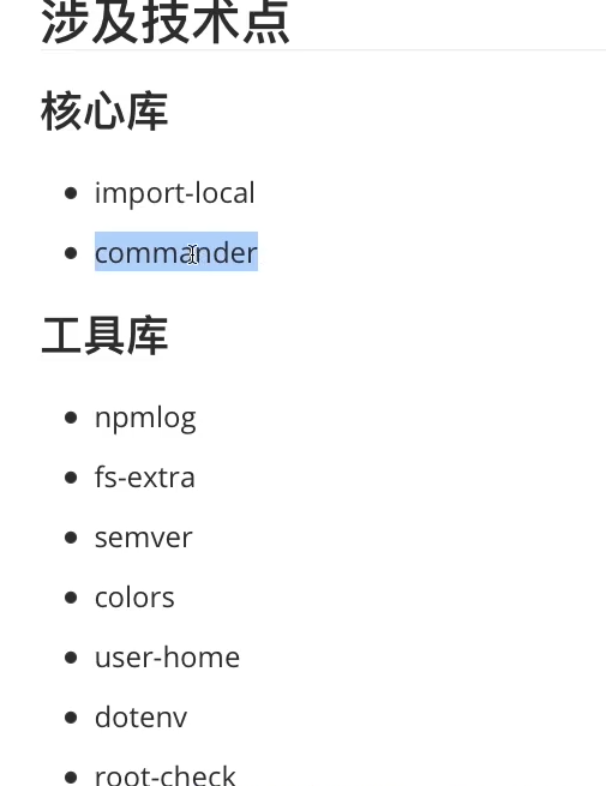 涉及技术点
核心库
import-local
commander
工具库
npmlog
fs-extra
semver
colors
user-home
dotenv
root-check